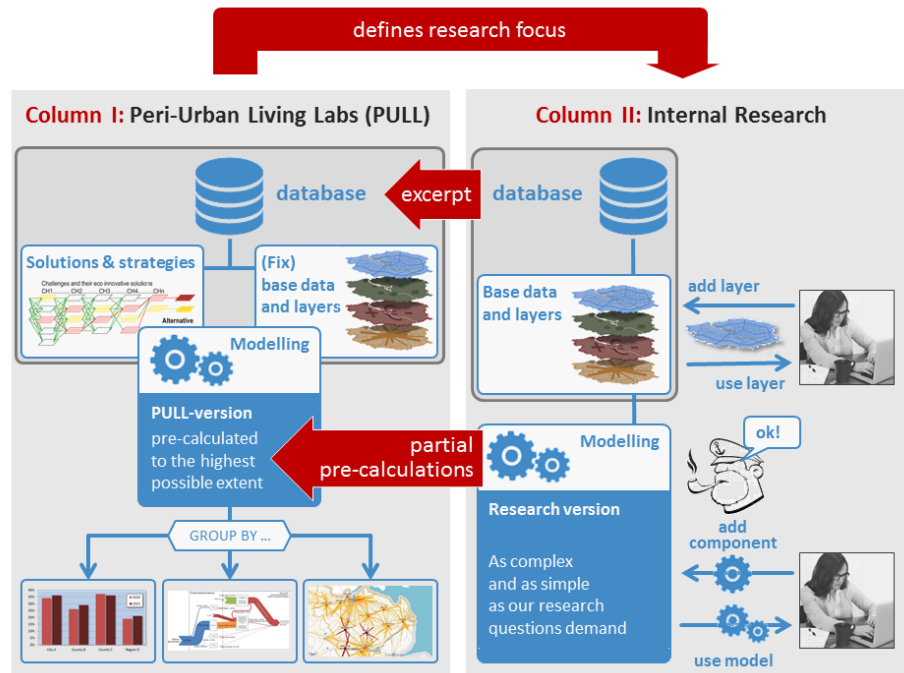 defines research focus
Column I: Peri-Urban Living Labs (PULL)
database
Solutions & strategies
Challenges and their eco innovative solutions
CH1 CH2 CH3 CH4 CHn
Alternative
(Fix)
base data
and layers
Modelling
PULL-version
pre-calculated
to the highest
possible extent
GROUP BY ...
City A
County B
County C
Region D
excerpt
partial
pre-calculations
Column II: Internal Research
database
Base data
and layers
add layer
use layer
Modelling
Research version
As complex
and as simple
as our research
questions demand
ok!
add
component
use model